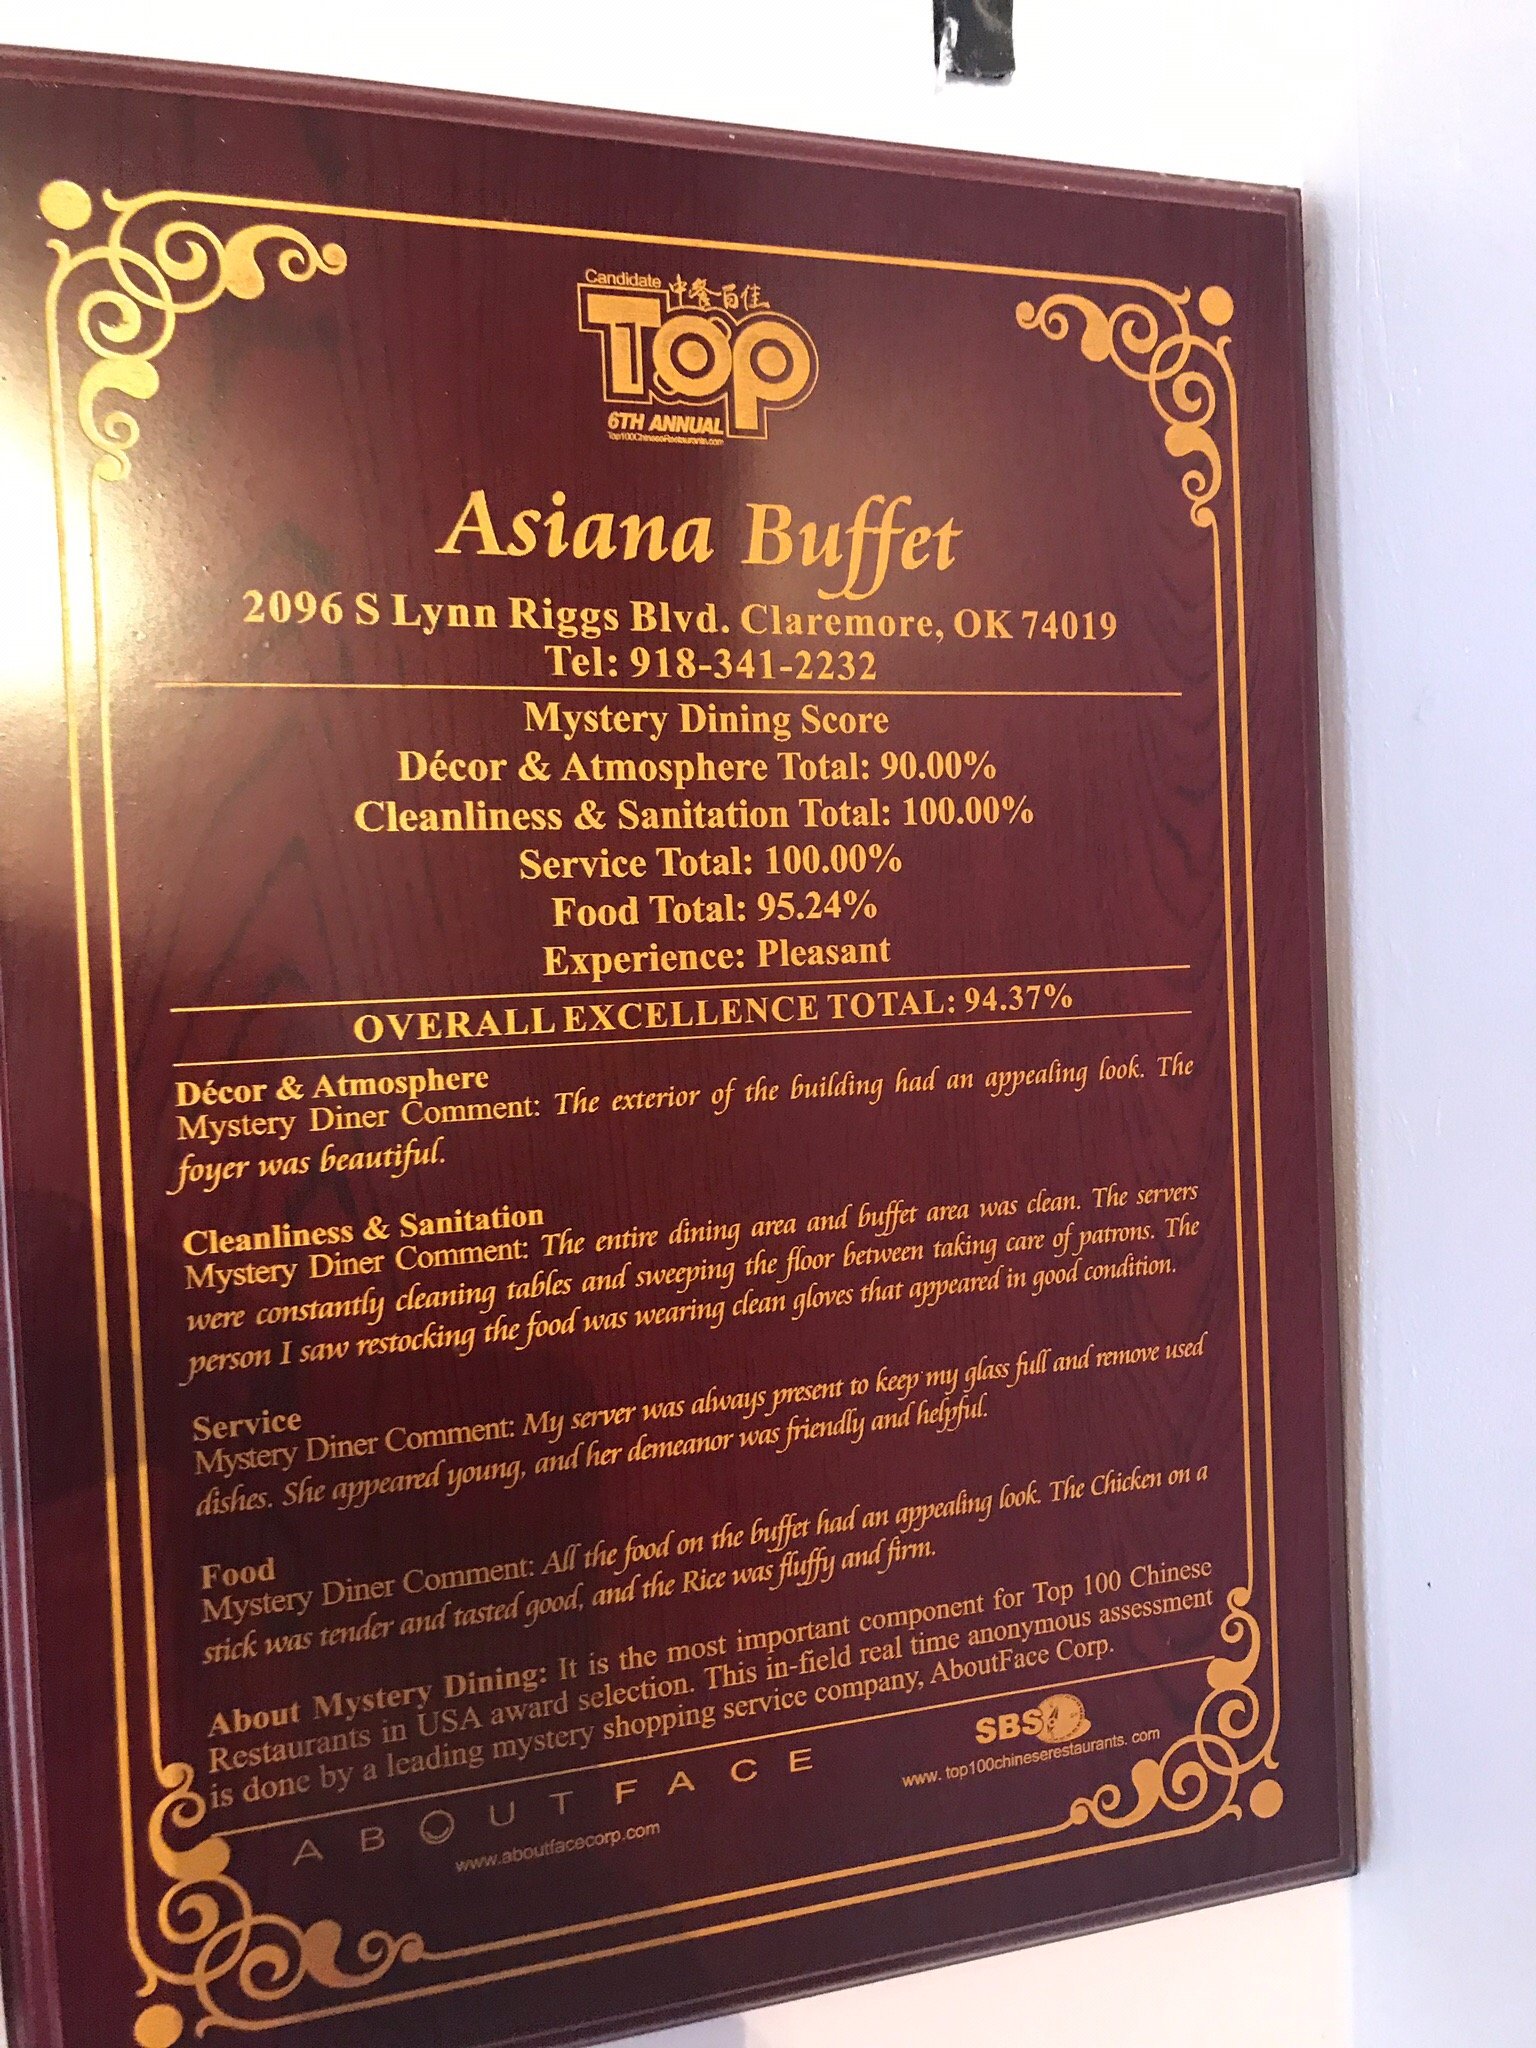 Candidate 中餐百佳
Top
6TH ANNUAL
Top100ChineseRestaurants.com
Asiana Buffet
2096 S Lynn Riggs Blvd. Claremore, OK 74019
Tel: 918-341-2232
Mystery Dining Score
Décor & Atmosphere Total: 90.00%
Cleanliness & Sanitation Total: 100.00%
Service Total: 100.00%
Food Total: 95.24%
Experience: Pleasant
OVERALL EXCELLENCE TOTAL: 94.37%
Décor & Atmosphere
Mystery Diner Comment: The exterior of the building had an appealing look. The
foyer was beautiful.
Cleanliness & Sanitation
Mystery Diner Comment: The entire dining area and buffet area was clean. The servers
were constantly cleaning tables and sweeping the floor between taking care of patrons. The
person I saw restocking the food was wearing clean gloves that appeared in good condition.
Service
Mystery Diner Comment: My server was always present to keep my glass full and remove used
dishes. She appeared young, and her demeanor was friendly and helpful.
Food
Mystery Diner Comment: All the food on the buffet had an appealing look. The Chicken on a
stick was tender and tasted good, and the Rice was fluffy and firm.
About Mystery Dining: It is the most important component for Top 100 Chinese
Restaurants in USA award selection. This in-field real time anonymous assessment
is done by a leading mystery shopping service company, AboutFace Corp.
ABOUT FACE
www.aboutfacecorp.com
SBS
www.top100chineserestaurants.com